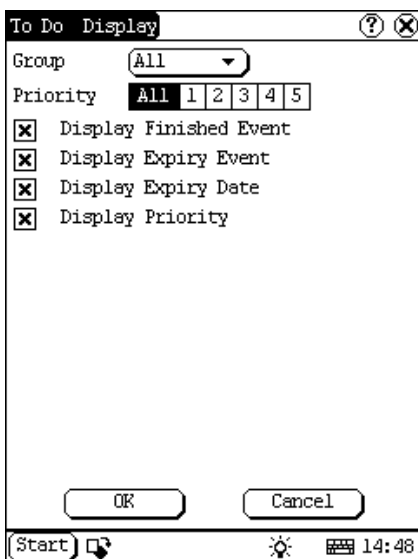 To Do Display ?
Group All
Priority All 1 2 3 4 5
Display Finished Event
Display Expiry Event
Display Expiry Date
Display Priority
OK Cancel
Start 14:48